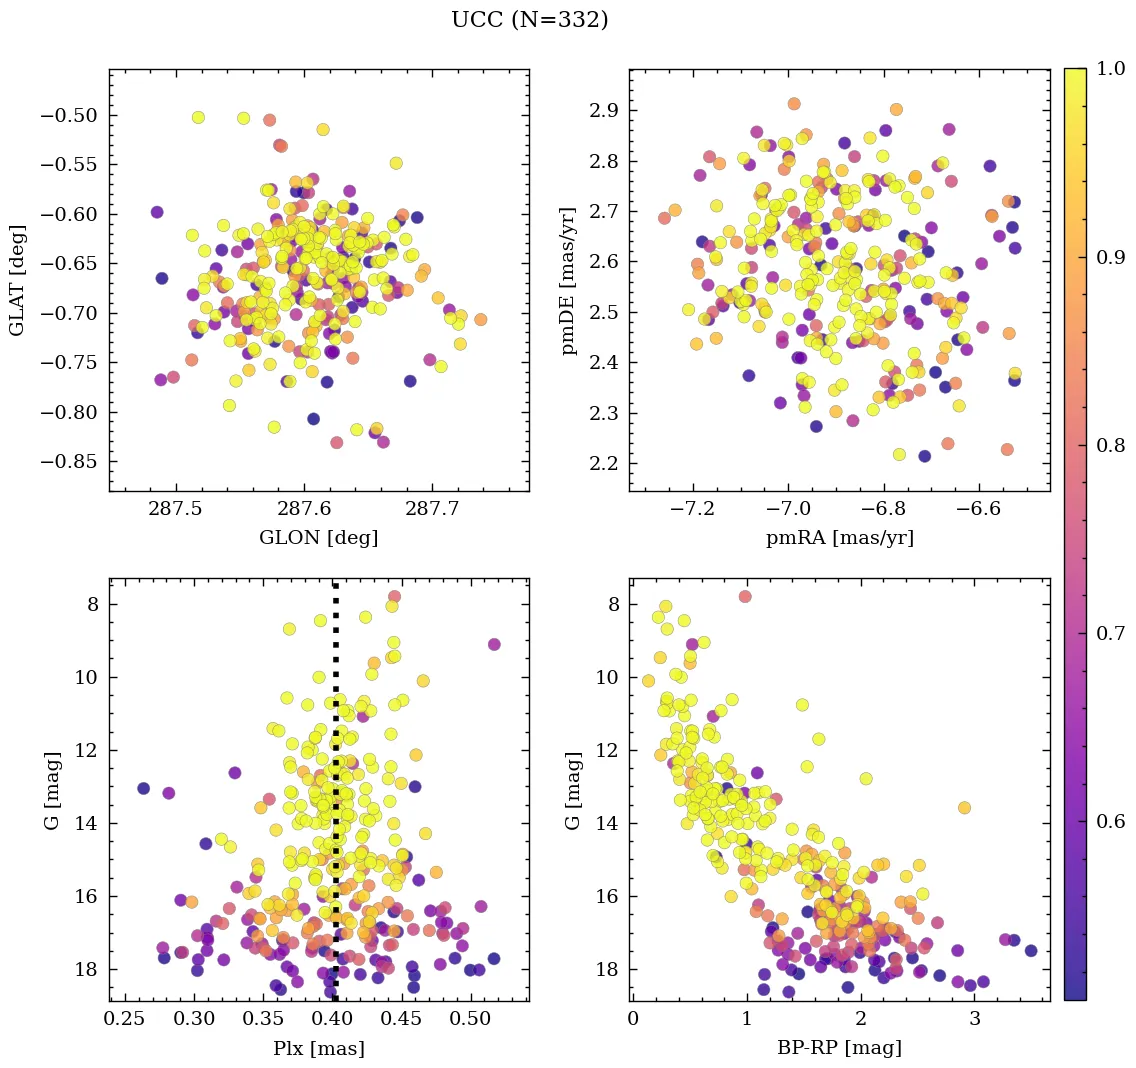 UCC (N=332)
−0.50
−0.55
−0.60
−0.65
−0.70
−0.75
−0.80
−0.85
GLAT [deg]
287.5 287.6 287.7
GLON [deg]
2.9
2.8
2.7
2.6
2.5
2.4
2.3
2.2
pmDE [mas/yr]
−7.2 −7.0 −6.8 −6.6
pmRA [mas/yr]
1.0
0.9
0.8
0.7
0.6
8
10
12
14
16
18
G [mag]
0.25 0.30 0.35 0.40 0.45 0.50
Plx [mas]
8
10
12
14
16
18
G [mag]
0 1 2 3
BP-RP [mag]